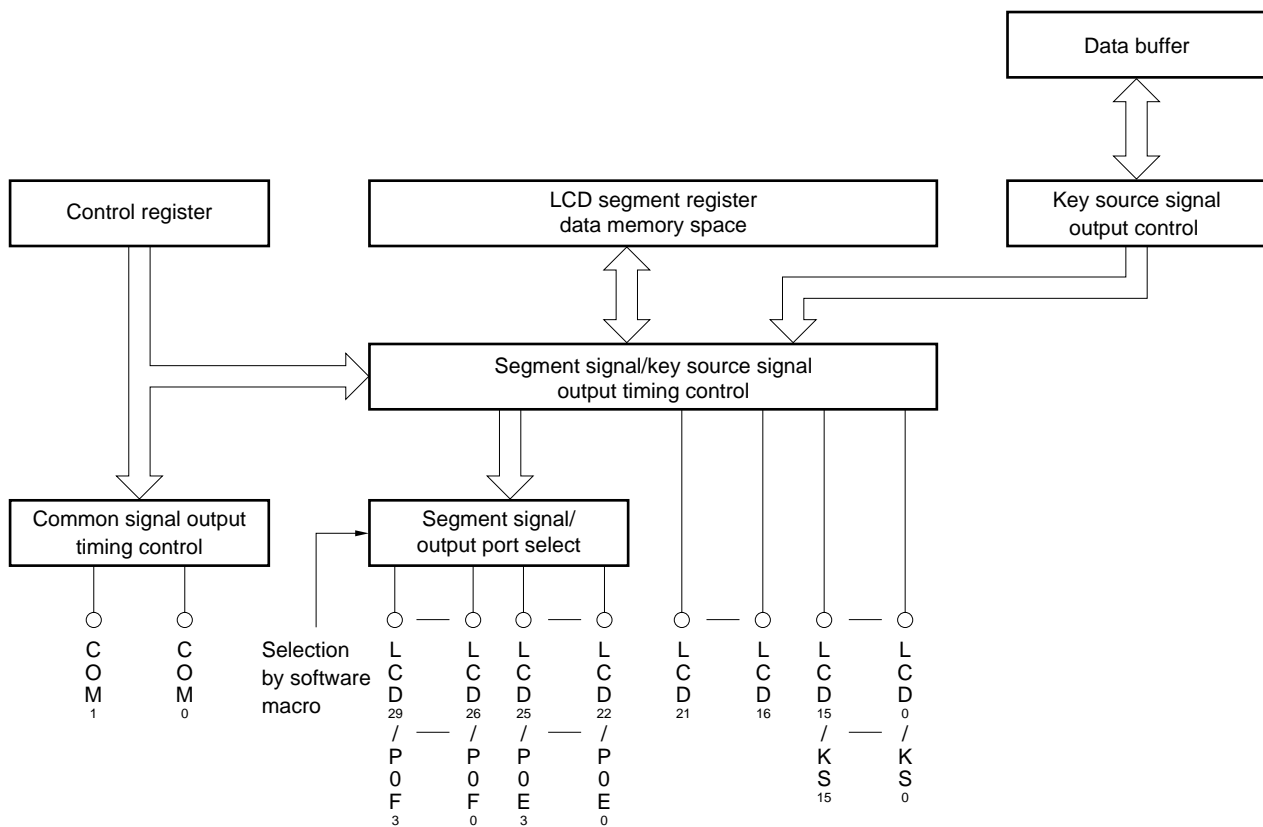 Data buffer
Control register
LCD segment register
data memory space
Key source signal
output control
Segment signal/key source signal
output timing control
Common signal output
timing control
Segment signal/
output port select
Selection
by software
macro
COM1
COM0
LCD29/P0F3
LCD26/P0F0
LCD25/P0E3
LCD22/P0E0
LCD21
LCD16
LCD15/KS15
LCD0/KS0